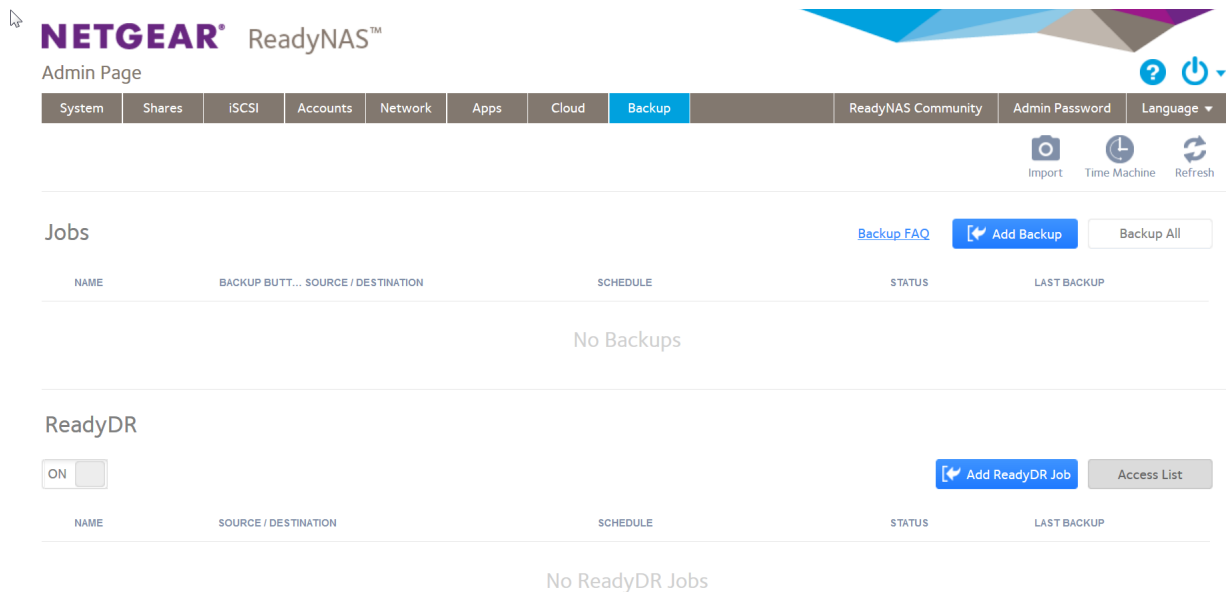 NETGEAR® ReadyNAS™
Admin Page
?
System Shares iSCSI Accounts Network Apps Cloud Backup ReadyNAS Community Admin Password Language
Import Time Machine Refresh
Jobs Backup FAQ Add Backup Backup All
NAME BACKUP BUTT... SOURCE / DESTINATION SCHEDULE STATUS LAST BACKUP
No Backups
ReadyDR
ON Add ReadyDR Job Access List
NAME SOURCE / DESTINATION SCHEDULE STATUS LAST BACKUP
No ReadyDR Jobs